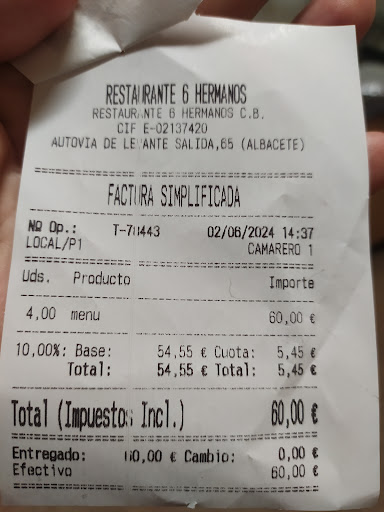 RESTAURANTE 6 HERMANOS
RESTAURANTE 6 HERMANOS C.B.
CIF E-02137420
AUTOVIA DE LEVANTE SALIDA,65 (ALBACETE)
FACTURA SIMPLIFICADA
Nº Op.: 02/06/2024 14:37
LOCAL/P1 CAMARERO 1
Uds. Producto Importe
4,00 menu 60,00 €
10,00%: Base: 54,55 € Cuota: 5,45 €
Total: 54,55 € Total: 5,45 €
Total (Impuestos Incl.) 60,00 €
Entregado: 60,00 € Cambio: 0,00 €
Efectivo 60,00 €